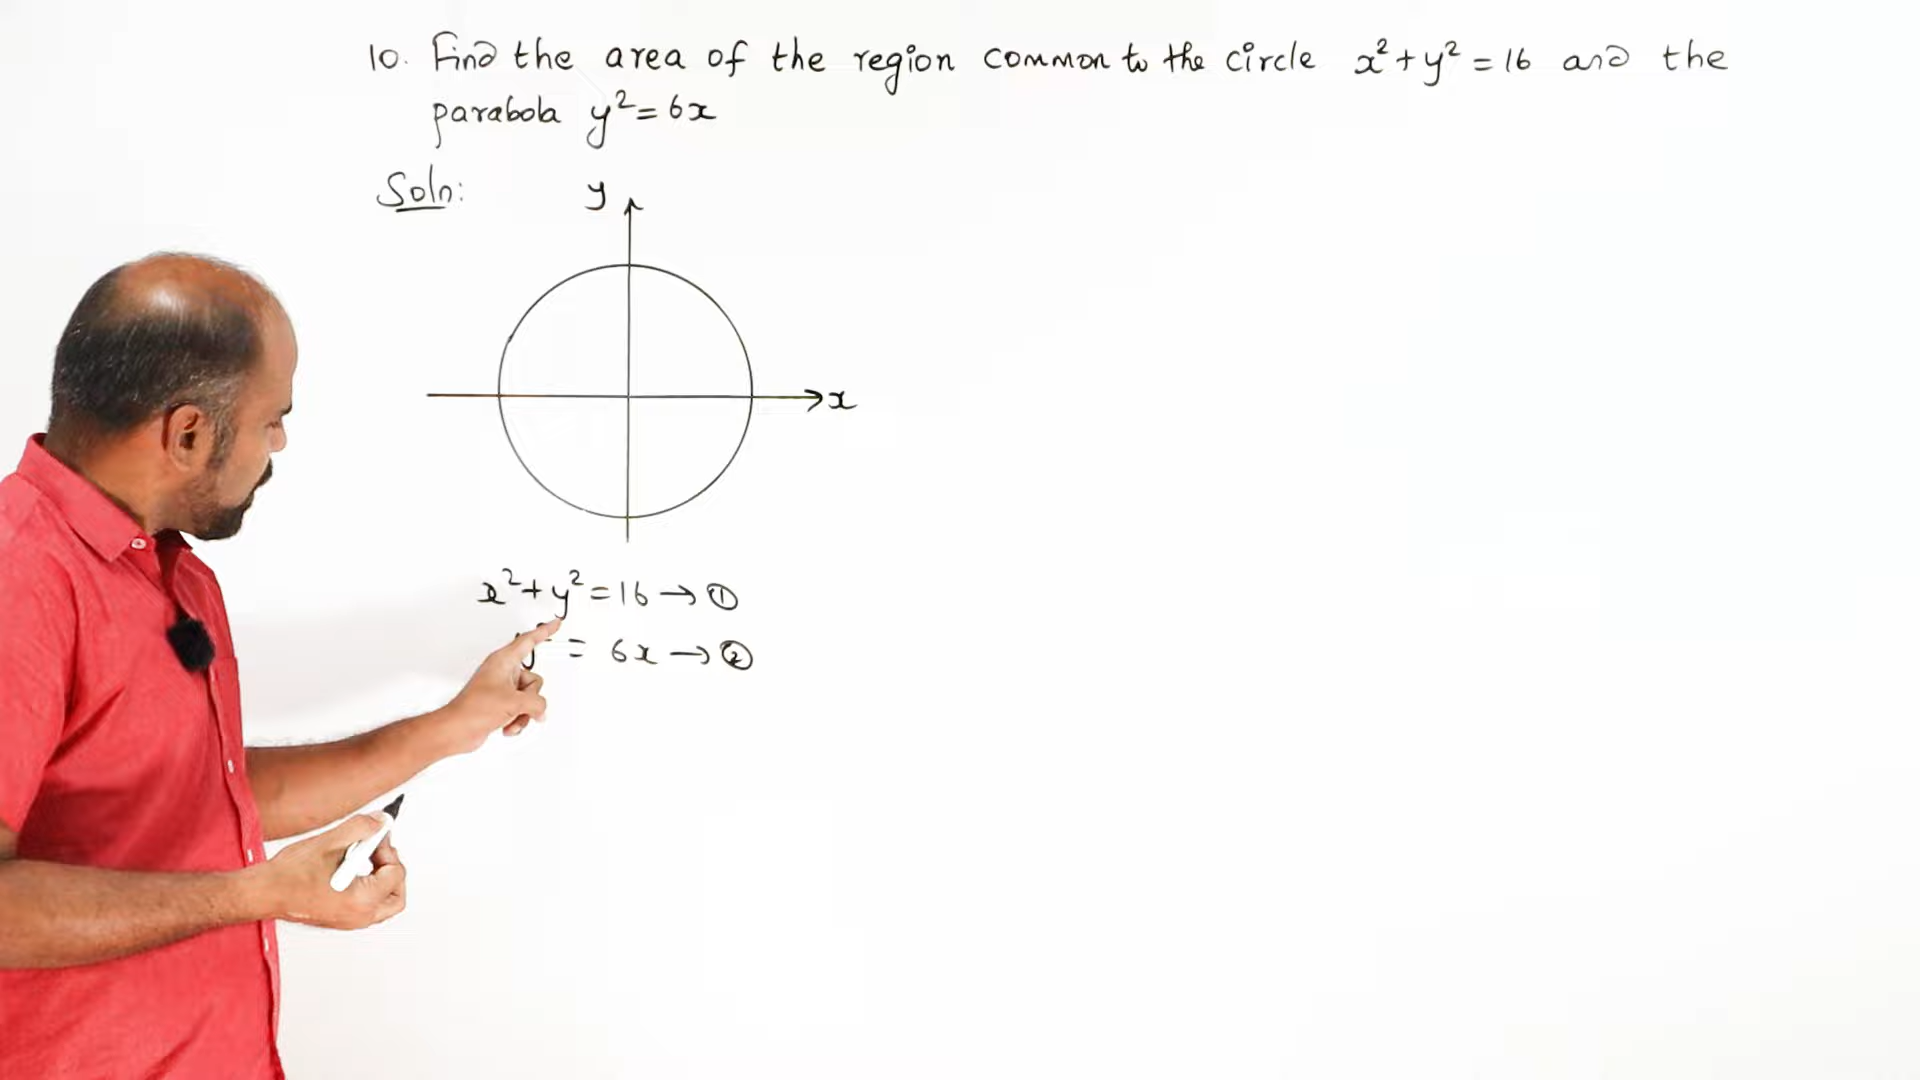 10. Find the area of the region common to the circle x²+y² = 16 and the
parabola y² = 6x
Soln:
y
x
x²+y² = 16 → ①
y² = 6x → ②